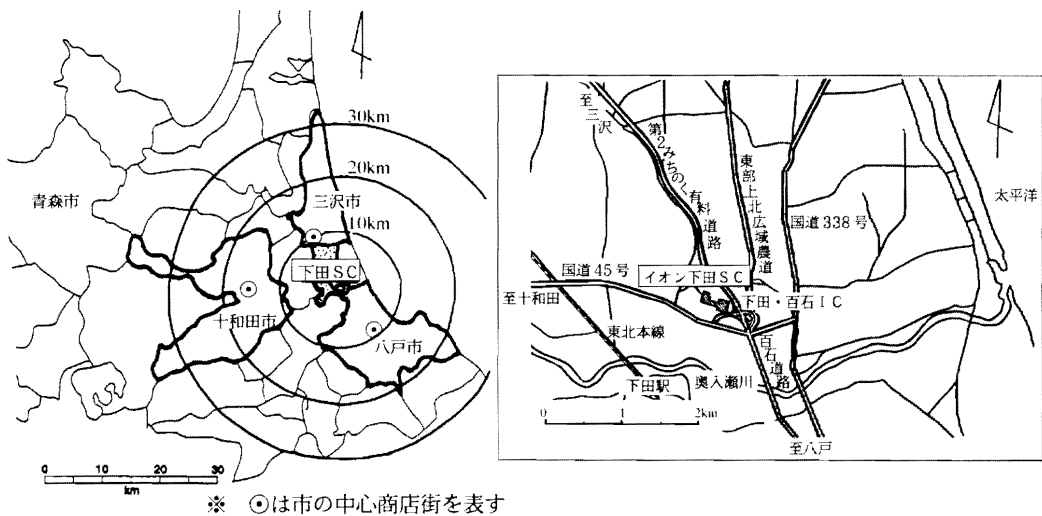 30km
20km
10km
青森市
三沢市
下田SC
十和田市
八戸市
0 10 20 30
km
※ ⊙は市の中心商店街を表す
至三沢
第2みちのく有料道路
東部上北広域農道
国道338号
太平洋
国道45号
イオン下田SC
至十和田
下田・百石IC
東北本線
百石道路
下田駅
奥入瀬川
0 1 2km
至八戸